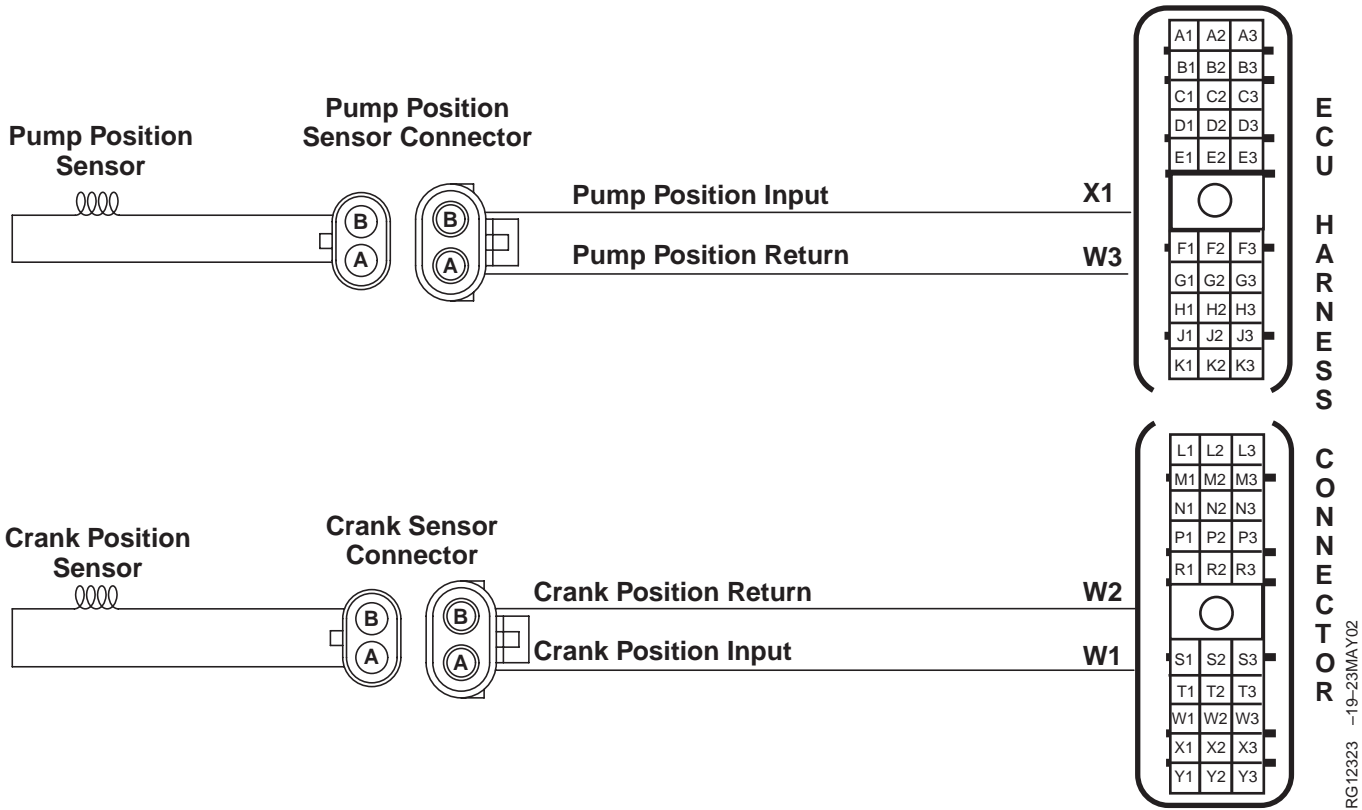 Pump Position
Sensor
Pump Position
Sensor Connector
B
A
B
A
Pump Position Input
X1
Pump Position Return
W3
A1 A2 A3
B1 B2 B3
C1 C2 C3
D1 D2 D3
E1 E2 E3
F1 F2 F3
G1 G2 G3
H1 H2 H3
J1 J2 J3
K1 K2 K3
Crank Position
Sensor
Crank Sensor
Connector
B
A
B
A
Crank Position Return
W2
Crank Position Input
W1
L1 L2 L3
M1 M2 M3
N1 N2 N3
P1 P2 P3
R1 R2 R3
S1 S2 S3
T1 T2 T3
W1 W2 W3
X1 X2 X3
Y1 Y2 Y3
ECU HARNESS CONNECTOR
RG12323 –19–23MAY02